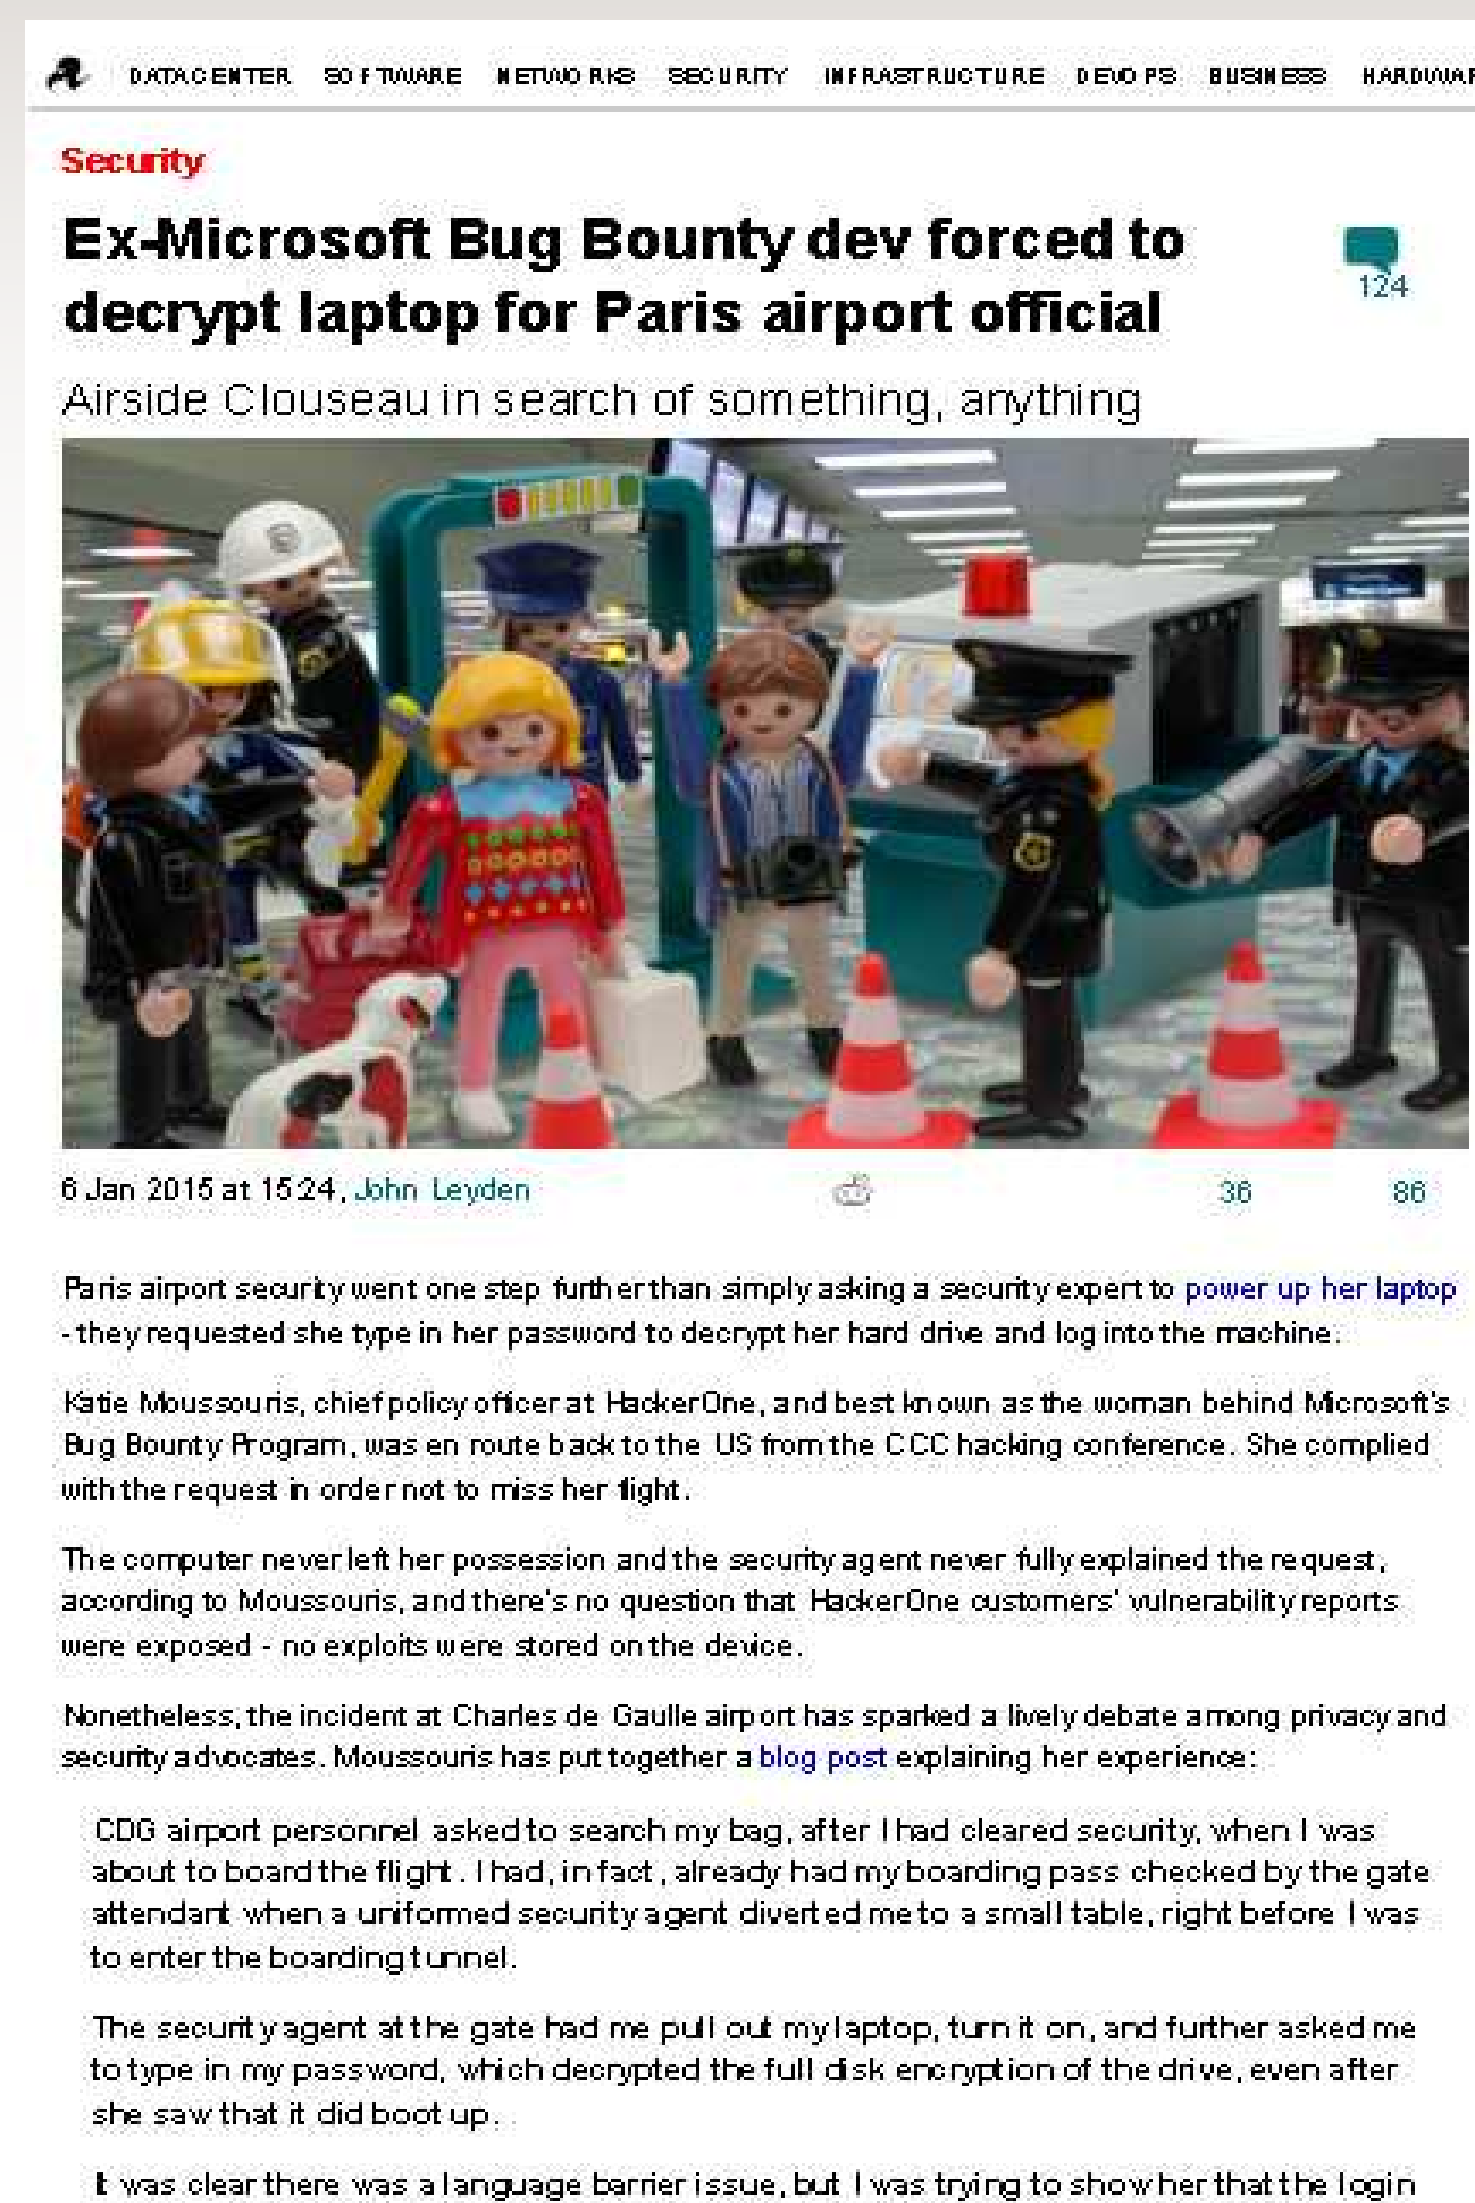 DATACENTER SOFTWARE NETWORKS SECURITY INFRASTRUCTURE DEVOPS BUSINESS HARDWAR
Security
Ex-Microsoft Bug Bounty dev forced to
decrypt laptop for Paris airport official
124
Airside Clouseau in search of something, anything
6 Jan 2015 at 15:24, John Leyden 36 86
Paris airport security went one step further than simply asking a security expert to power up her laptop
- they requested she type in her password to decrypt her hard drive and log into the machine.
Katie Moussouris, chief policy officer at HackerOne, and best known as the woman behind Microsoft's
Bug Bounty Program, was en route back to the US from the CCC hacking conference. She complied
with the request in order not to miss her flight.
The computer never left her possession and the security agent never fully explained the request,
according to Moussouris, and there's no question that HackerOne customers' vulnerability reports
were exposed - no exploits were stored on the device.
Nonetheless, the incident at Charles de Gaulle airport has sparked a lively debate among privacy and
security advocates. Moussouris has put together a blog post explaining her experience:
CDG airport personnel asked to search my bag, after I had cleared security, when I was
about to board the flight. I had, in fact, already had my boarding pass checked by the gate
attendant when a uniformed security agent diverted me to a small table, right before I was
to enter the boarding tunnel.
The security agent at the gate had me pull out my laptop, turn it on, and further asked me
to type in my password, which decrypted the full disk encryption of the drive, even after
she saw that it did boot up.
It was clear there was a language barrier issue, but I was trying to show her that the login